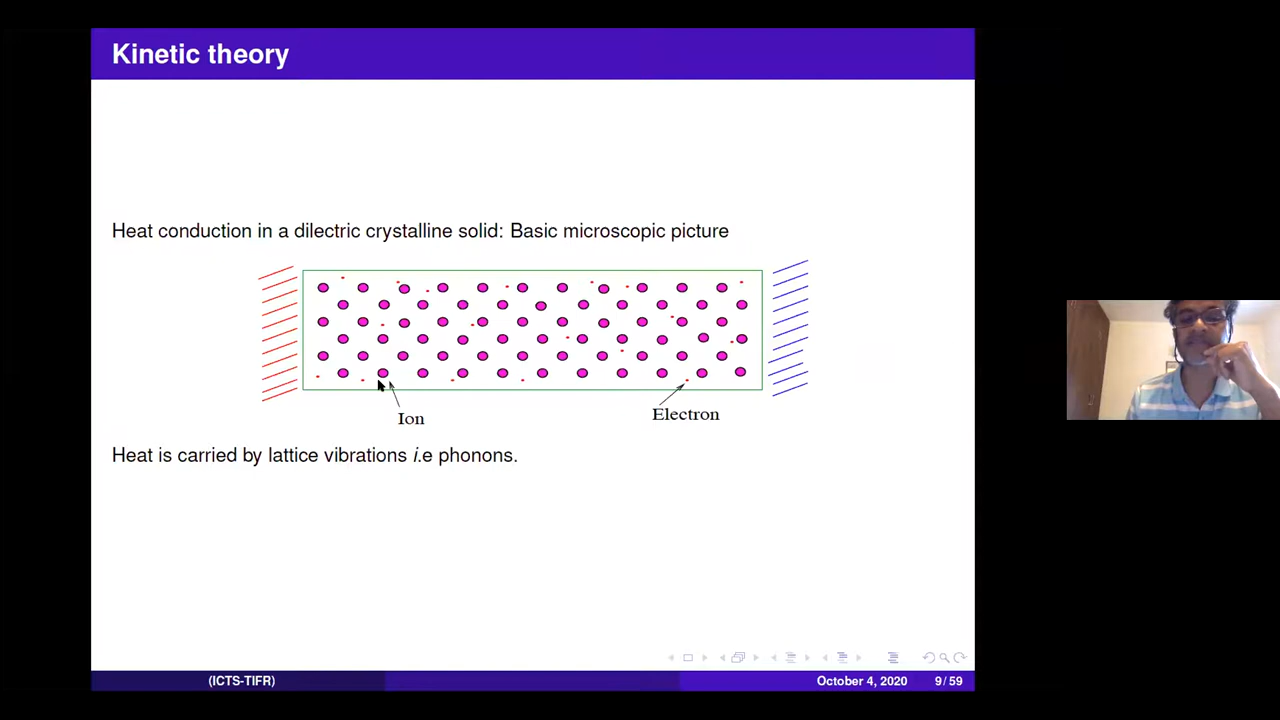 Kinetic theory
Heat conduction in a dilectric crystalline solid: Basic microscopic picture
Ion
Electron
Heat is carried by lattice vibrations i.e phonons.
(ICTS-TIFR)
October 4, 2020
9 / 59